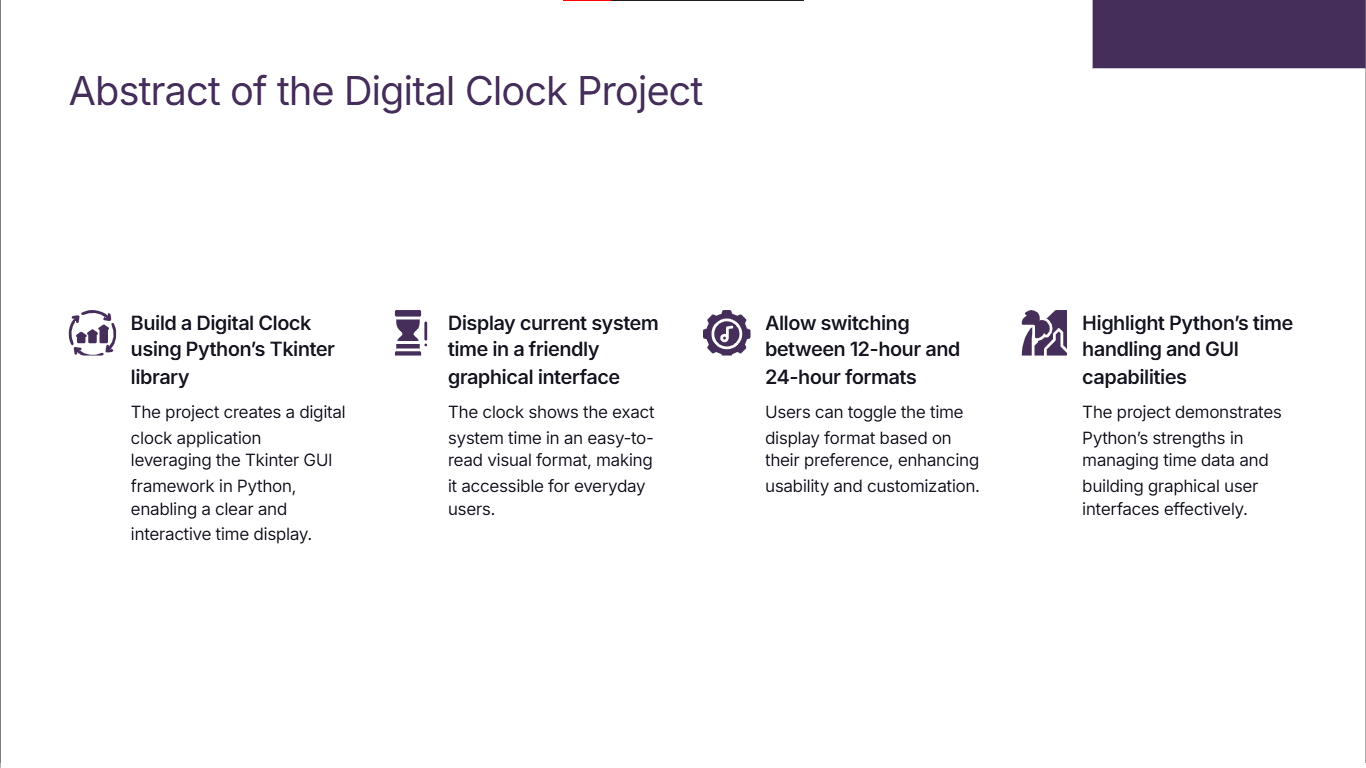 Abstract of the Digital Clock Project
Build a Digital Clock
using Python’s Tkinter
library
The project creates a digital
clock application
leveraging the Tkinter GUI
framework in Python,
enabling a clear and
interactive time display.
Display current system
time in a friendly
graphical interface
The clock shows the exact
system time in an easy-to-
read visual format, making
it accessible for everyday
users.
Allow switching
between 12-hour and
24-hour formats
Users can toggle the time
display format based on
their preference, enhancing
usability and customization.
Highlight Python’s time
handling and GUI
capabilities
The project demonstrates
Python’s strengths in
managing time data and
building graphical user
interfaces effectively.